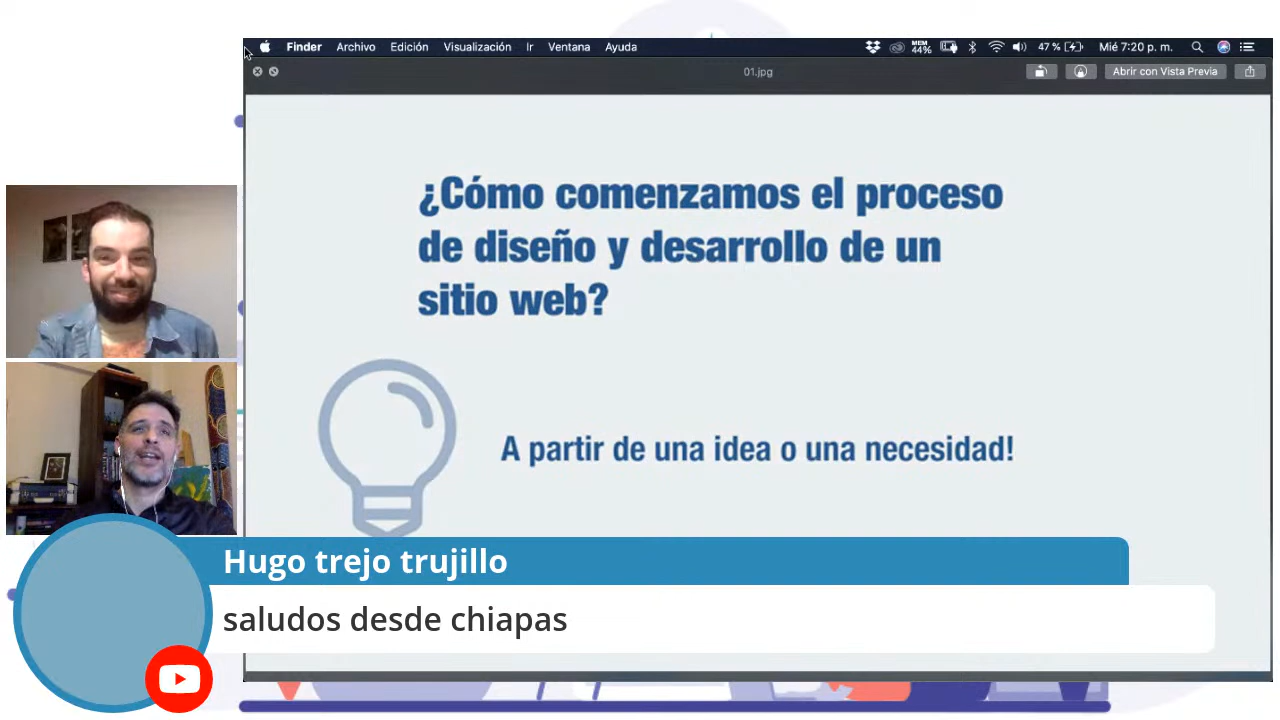 Finder Archivo Edición Visualización Ir Ventana Ayuda MEM 44% 47% Mié 7:20 p. m.
01.jpg Abrir con Vista Previa
¿Cómo comenzamos el proceso
de diseño y desarrollo de un
sitio web?
A partir de una idea o una necesidad!
Hugo trejo trujillo
saludos desde chiapas